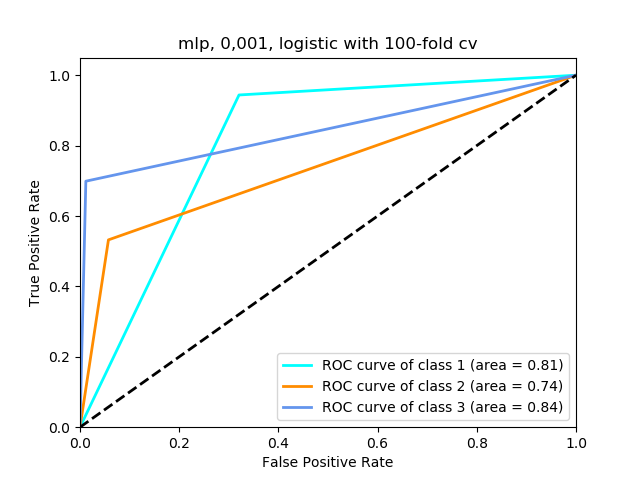 mlp, 0,001, logistic with 100-fold cv
1.0
0.8
0.6
0.4
0.2
0.0
True Positive Rate
ROC curve of class 1 (area = 0.81)
ROC curve of class 2 (area = 0.74)
ROC curve of class 3 (area = 0.84)
0.0 0.2 0.4 0.6 0.8 1.0
False Positive Rate